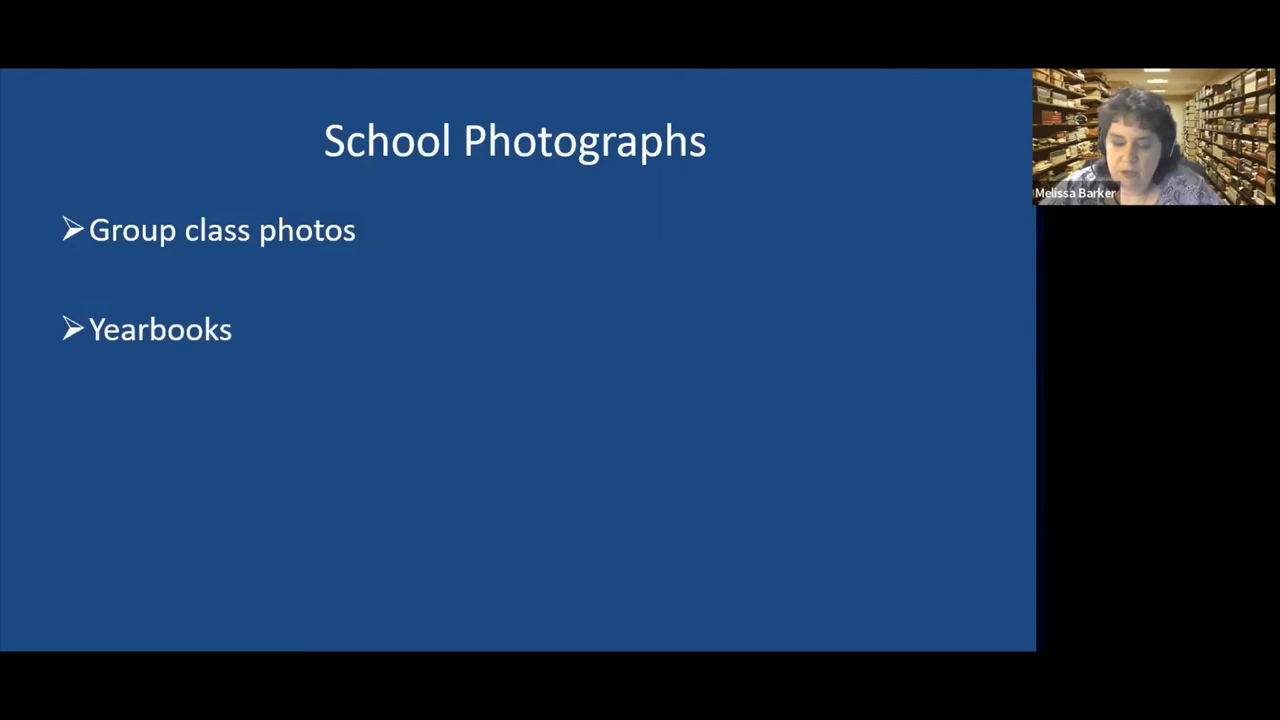 School Photographs
Group class photos
Yearbooks
Melissa Barker